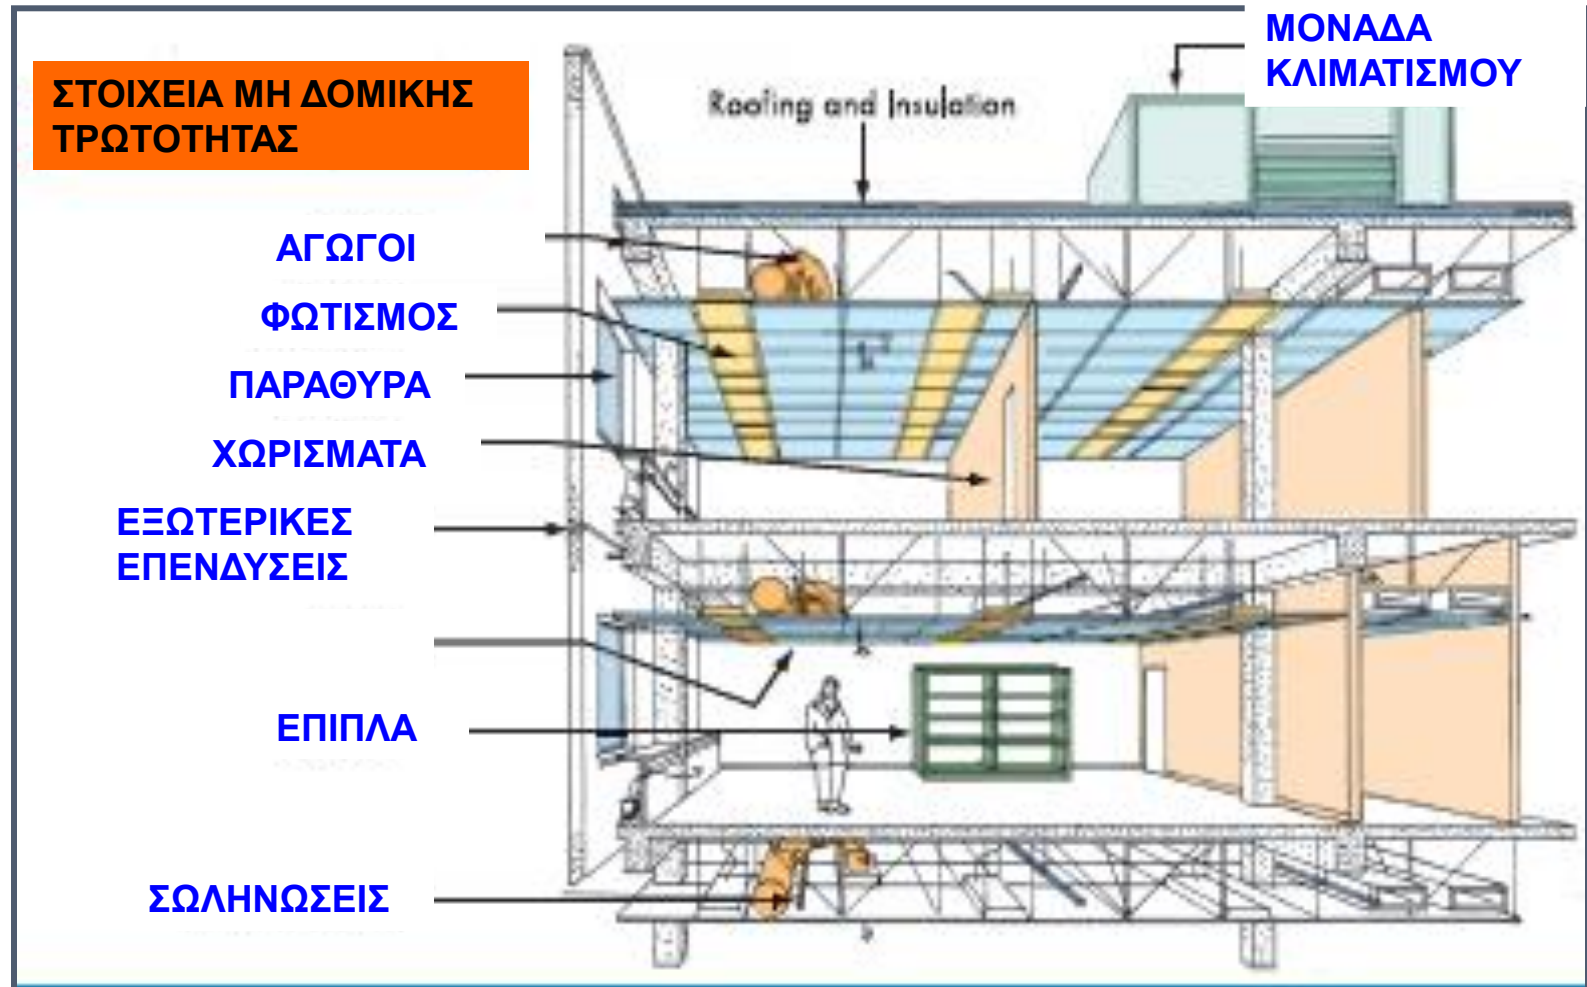 ΜΟΝΑΔΑ
ΚΛΙΜΑΤΙΣΜΟΥ
ΣΤΟΙΧΕΙΑ ΜΗ ΔΟΜΙΚΗΣ
ΤΡΩΤΟΤΗΤΑΣ
Roofing and Insulation
ΑΓΩΓΟΙ
ΦΩΤΙΣΜΟΣ
ΠΑΡΑΘΥΡΑ
ΧΩΡΙΣΜΑΤΑ
ΕΞΩΤΕΡΙΚΕΣ
ΕΠΕΝΔΥΣΕΙΣ
ΕΠΙΠΛΑ
ΣΩΛΗΝΩΣΕΙΣ